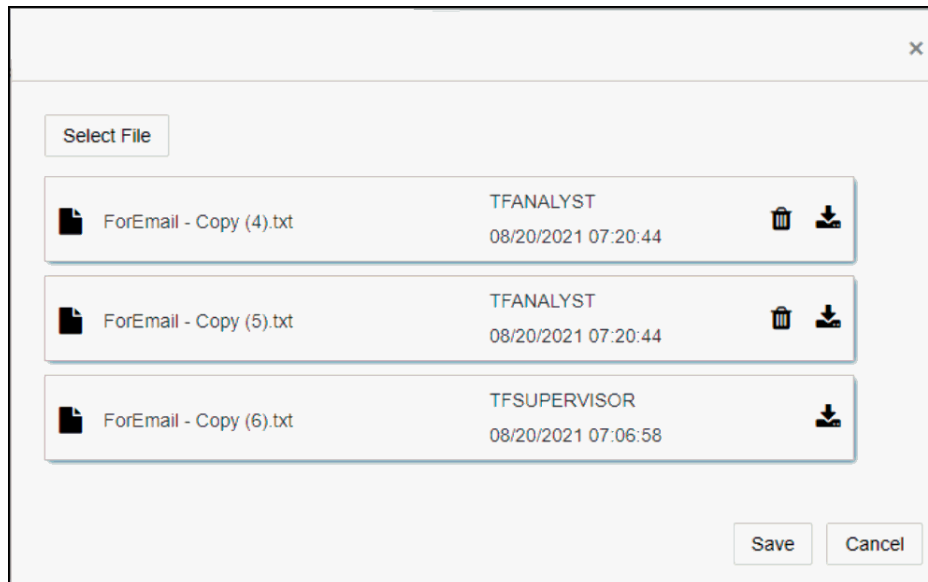 ×
Select File
ForEmail - Copy (4).txt
TFANALYST
08/20/2021 07:20:44
ForEmail - Copy (5).txt
TFANALYST
08/20/2021 07:20:44
ForEmail - Copy (6).txt
TFSUPERVISOR
08/20/2021 07:06:58
Save Cancel